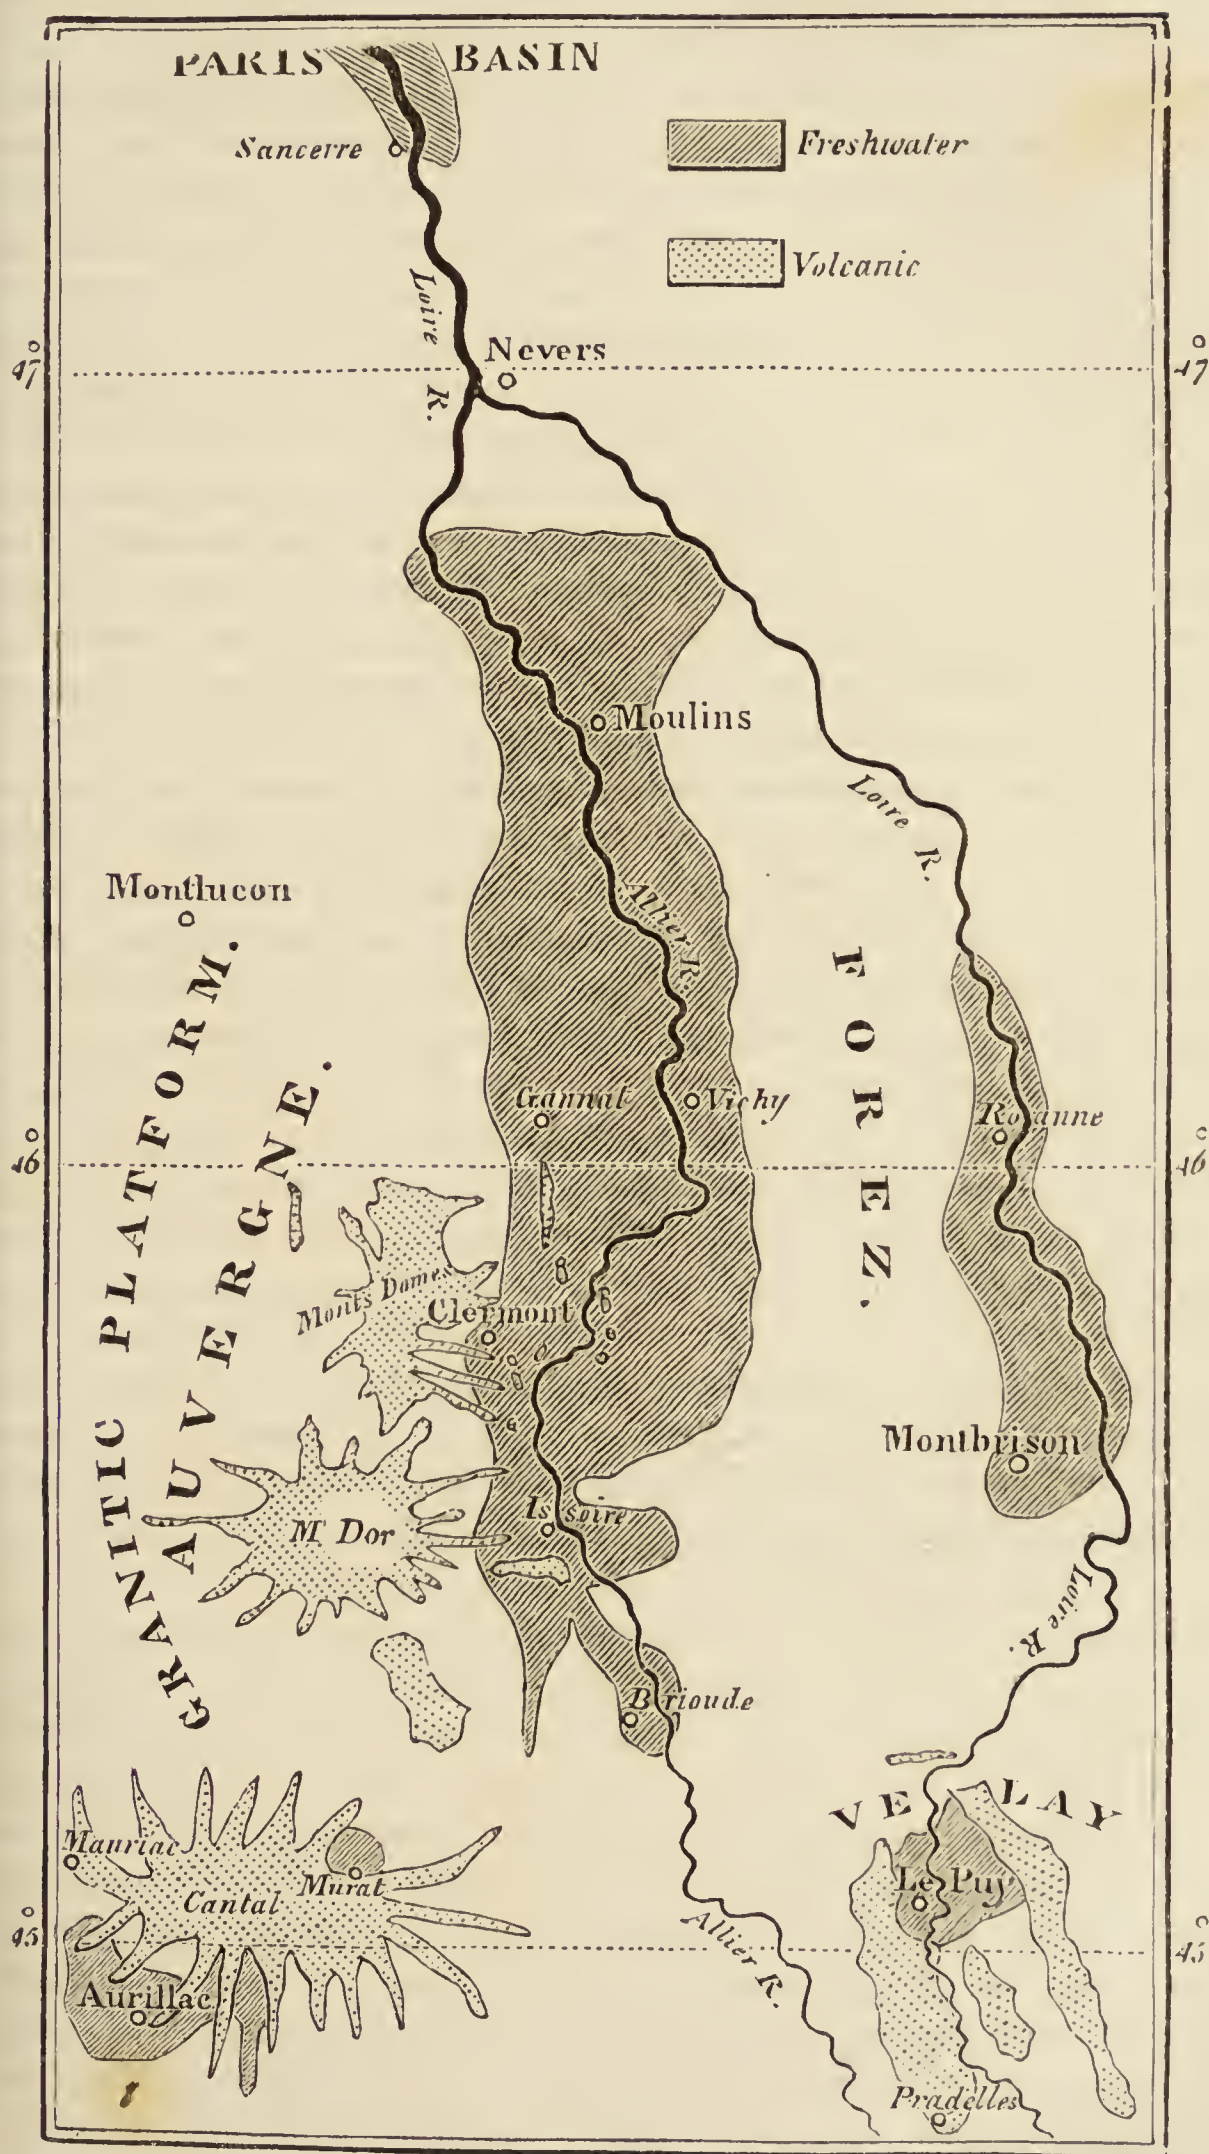 PARIS BASIN
Sancerre
Freshwater
Volcanic
Loire R.
Nevers
47° 47°
Moulins
Loire R.
Montlucon
Allier R.
FOREZ.
GRANITIC PLATFORM.
AUVERGNE.
Gannat
Vichy
Roanne
46° 46°
Monts Domes
Clermont
Montbrison
Mt Dor
Issoire
Loire R.
Brioude
VELAY
Mauriac
Murat
Cantal
Le Puy
45° 45°
Allier R.
Aurillac
Pradelles